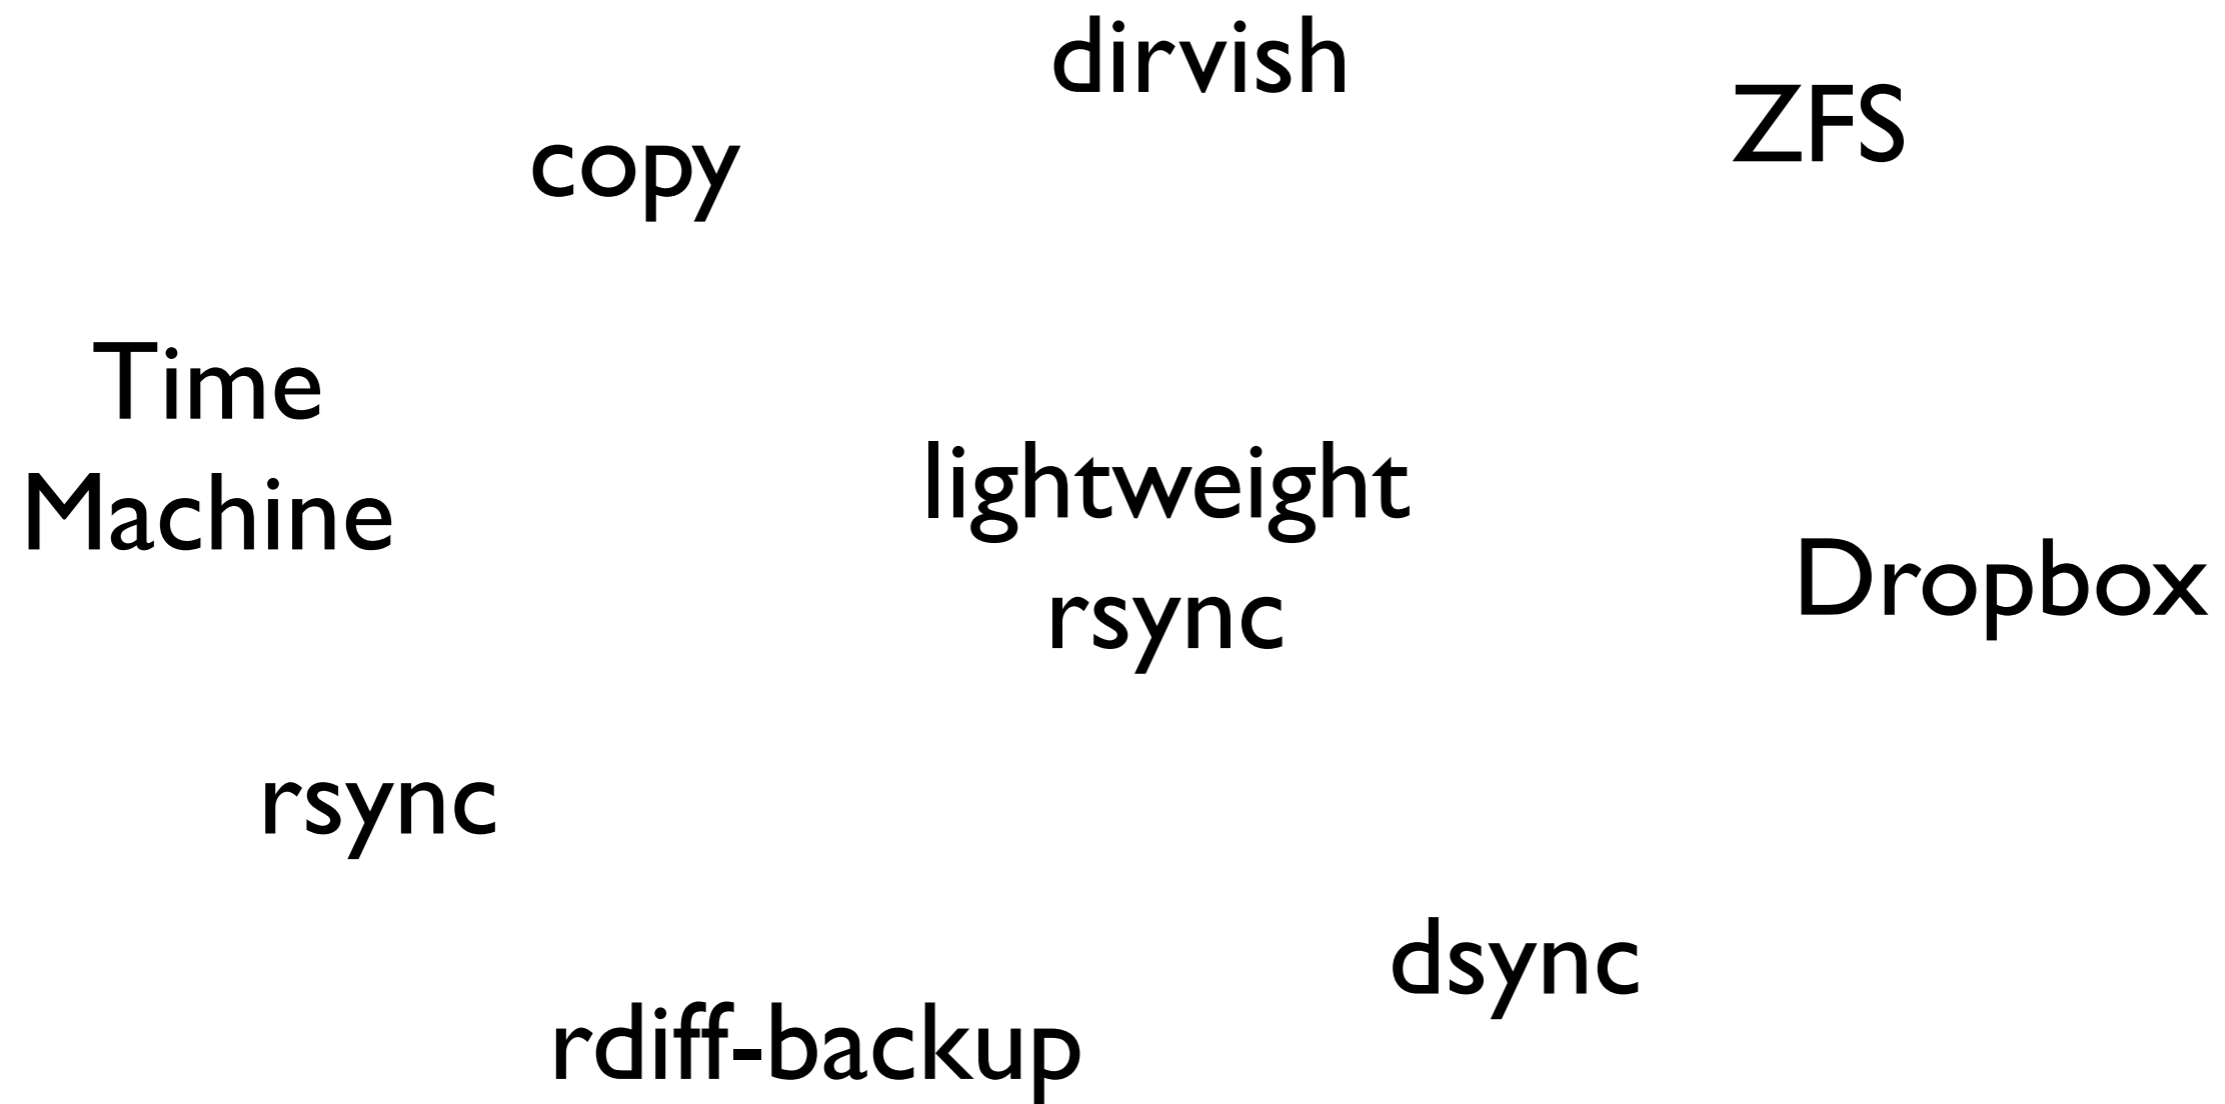 dirvish
ZFS
copy
Time
Machine
lightweight
rsync
Dropbox
rsync
dsync
rdiff-backup